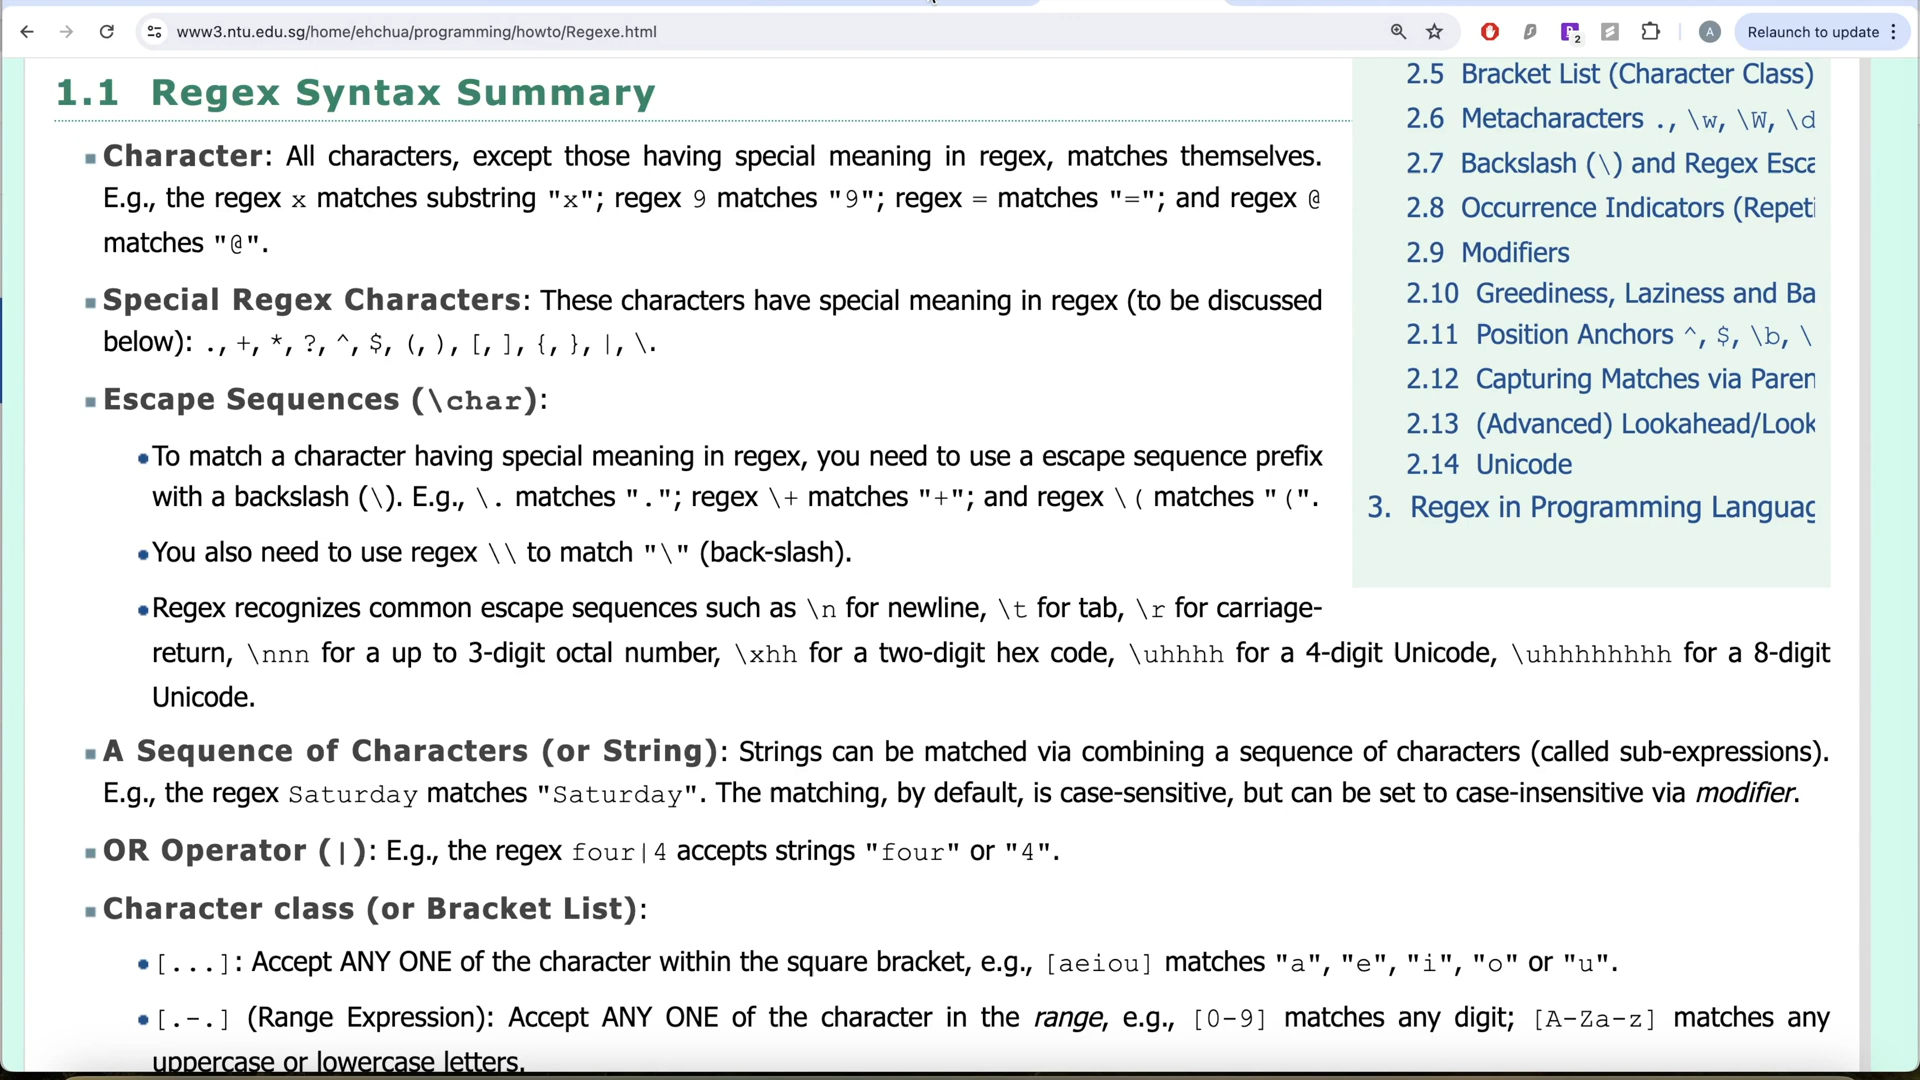 www3.ntu.edu.sg/home/ehchua/programming/howto/Regexe.html
2
A
Relaunch to update
1.1 Regex Syntax Summary
Character: All characters, except those having special meaning in regex, matches themselves.
E.g., the regex x matches substring "x"; regex 9 matches "9"; regex = matches "="; and regex @
matches "@".
Special Regex Characters: These characters have special meaning in regex (to be discussed
below): ., +, *, ?, ^, $, (, ), [, ], {, }, |, \.
Escape Sequences (\char):
To match a character having special meaning in regex, you need to use a escape sequence prefix
with a backslash (\). E.g., \. matches "."; regex \+ matches "+"; and regex \( matches "(".
You also need to use regex \\ to match "\" (back-slash).
Regex recognizes common escape sequences such as \n for newline, \t for tab, \r for carriage-
return, \nnn for a up to 3-digit octal number, \xhh for a two-digit hex code, \uhhhh for a 4-digit Unicode, \uhhhhhhhh for a 8-digit
Unicode.
A Sequence of Characters (or String): Strings can be matched via combining a sequence of characters (called sub-expressions).
E.g., the regex Saturday matches "Saturday". The matching, by default, is case-sensitive, but can be set to case-insensitive via modifier.
OR Operator (|): E.g., the regex four|4 accepts strings "four" or "4".
Character class (or Bracket List):
[...]: Accept ANY ONE of the character within the square bracket, e.g., [aeiou] matches "a", "e", "i", "o" or "u".
[.-.] (Range Expression): Accept ANY ONE of the character in the range, e.g., [0-9] matches any digit; [A-Za-z] matches any
uppercase or lowercase letters.
2.5 Bracket List (Character Class)
2.6 Metacharacters ., \w, \W, \d
2.7 Backslash (\) and Regex Esca
2.8 Occurrence Indicators (Repeti
2.9 Modifiers
2.10 Greediness, Laziness and Ba
2.11 Position Anchors ^, $, \b, \
2.12 Capturing Matches via Paren
2.13 (Advanced) Lookahead/Look
2.14 Unicode
3. Regex in Programming Languag